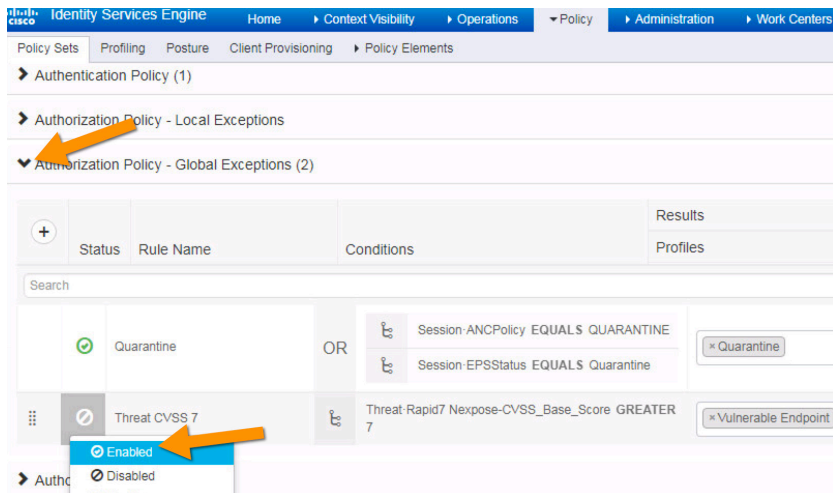 cisco Identity Services Engine Home Context Visibility Operations Policy Administration Work Centers
Policy Sets Profiling Posture Client Provisioning Policy Elements
Authentication Policy (1)
Authorization Policy - Local Exceptions
Authorization Policy - Global Exceptions (2)
Results
+ Status Rule Name Conditions Profiles
Search
Quarantine OR Session·ANCPolicy EQUALS QUARANTINE × Quarantine
Session·EPSStatus EQUALS Quarantine
Threat CVSS 7 Threat·Rapid7 Nexpose-CVSS_Base_Score GREATER × Vulnerable Endpoint
7
Enabled
Disabled